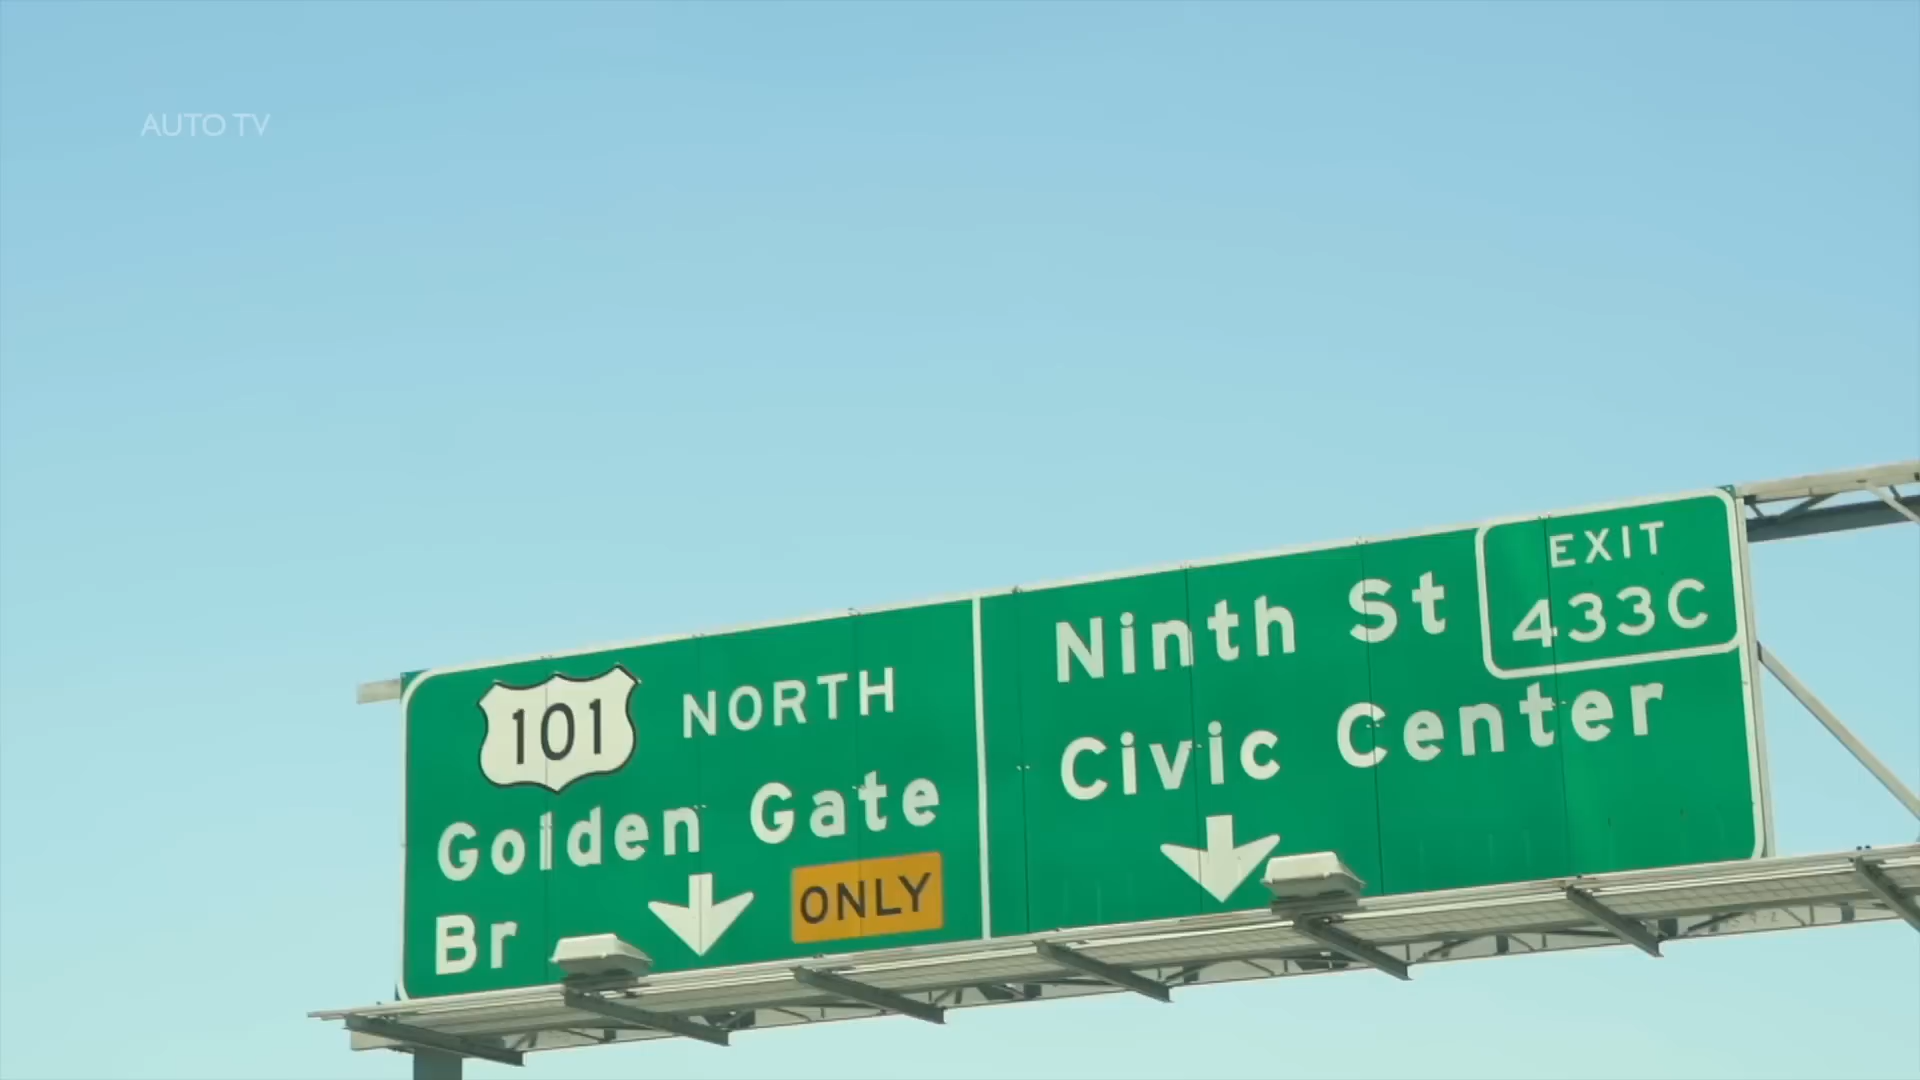 AUTO TV
101 NORTH
Golden Gate
Br
ONLY
Ninth St
Civic Center
EXIT
433C